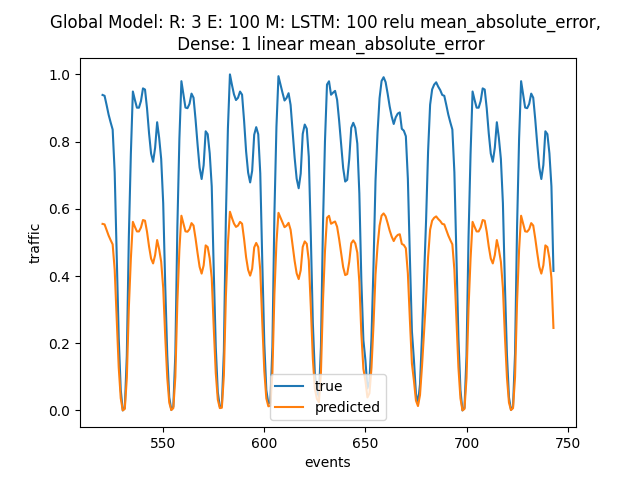 Global Model: R: 3 E: 100 M: LSTM: 100 relu mean_absolute_error,
Dense: 1 linear mean_absolute_error
1.0
0.8
0.6
0.4
0.2
0.0
traffic
true
predicted
550
600
650
700
750
events